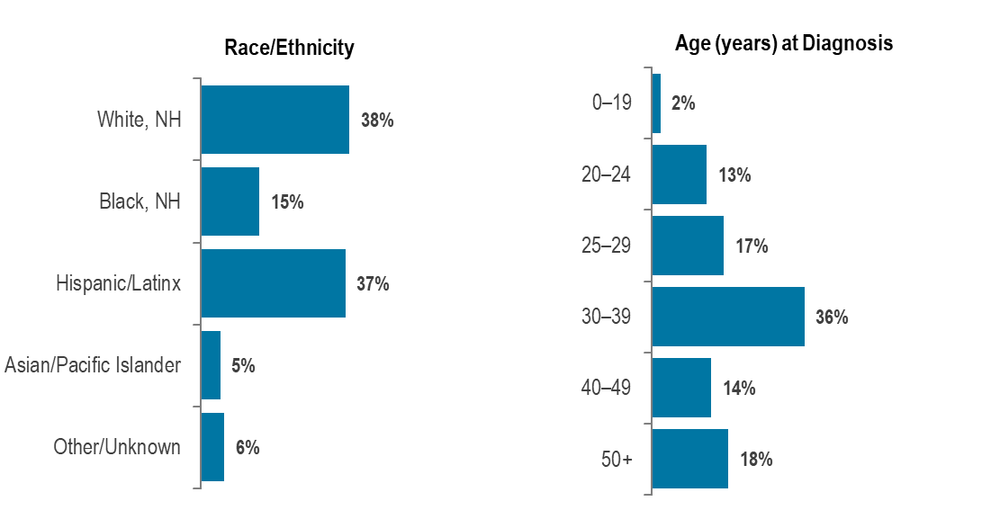 Race/Ethnicity
White, NH 38%
Black, NH 15%
Hispanic/Latinx 37%
Asian/Pacific Islander 5%
Other/Unknown 6%
Age (years) at Diagnosis
0–19 2%
20–24 13%
25–29 17%
30–39 36%
40–49 14%
50+ 18%